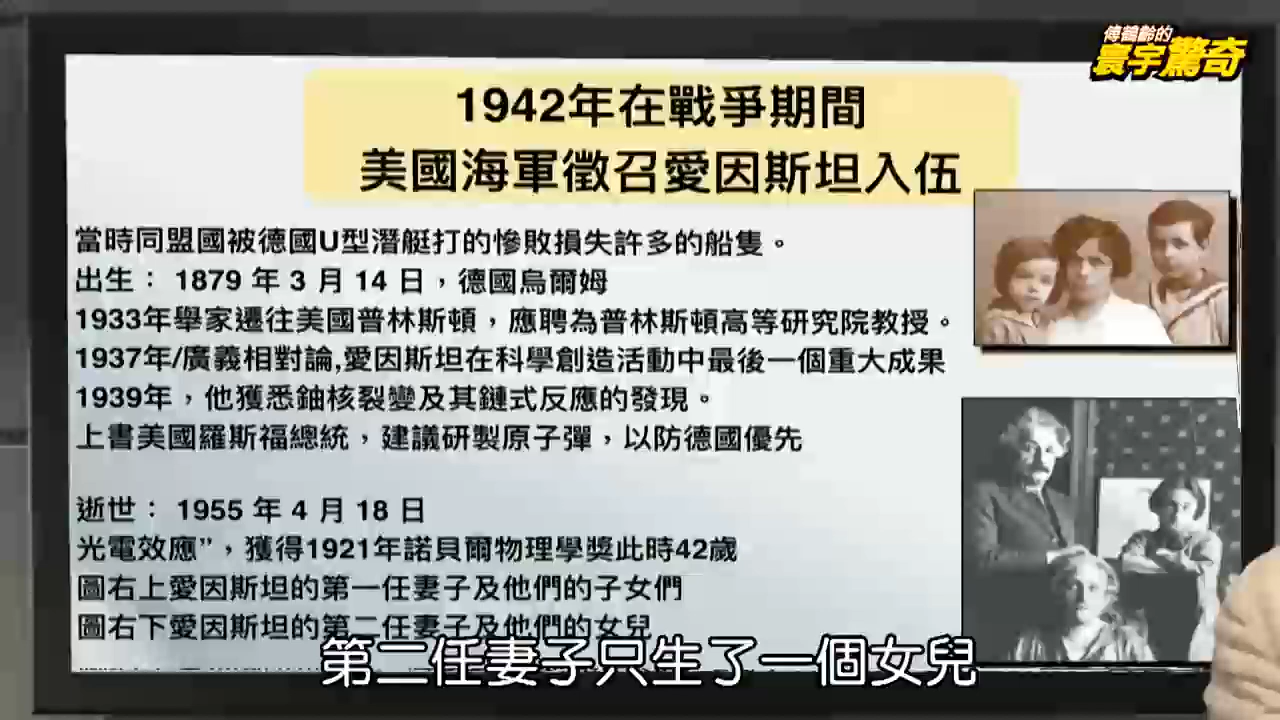 傅鶴齡的
寰宇驚奇
1942年在戰爭期間
美國海軍徵召愛因斯坦入伍
當時同盟國被德國U型潛艇打的慘敗損失許多的船隻。
出生： 1879 年 3 月 14 日，德國烏爾姆
1933年舉家遷往美國普林斯頓，應聘為普林斯頓高等研究院教授。
1937年/廣義相對論,愛因斯坦在科學創造活動中最後一個重大成果
1939年，他獲悉鈾核裂變及其鏈式反應的發現。
上書美國羅斯福總統，建議研製原子彈，以防德國優先
逝世： 1955 年 4 月 18 日
光電效應”，獲得1921年諾貝爾物理學獎此時42歲
圖右上愛因斯坦的第一任妻子及他們的子女們
圖右下愛因斯坦的第二任妻子及他們的女兒
第二任妻子只生了一個女兒